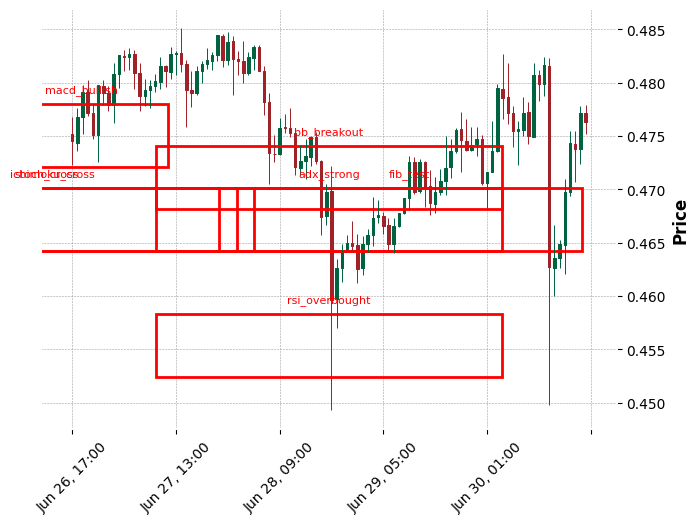 0.485
0.480
macd_bullish
0.475
bb_breakout
stoch_cross
adx_strong
fib_
0.470
0.465
Price
0.460
rsi_overbought
0.455
0.450
Jun 26, 17:00
Jun 27, 13:00
Jun 28, 09:00
Jun 29, 05:00
Jun 30, 01:00